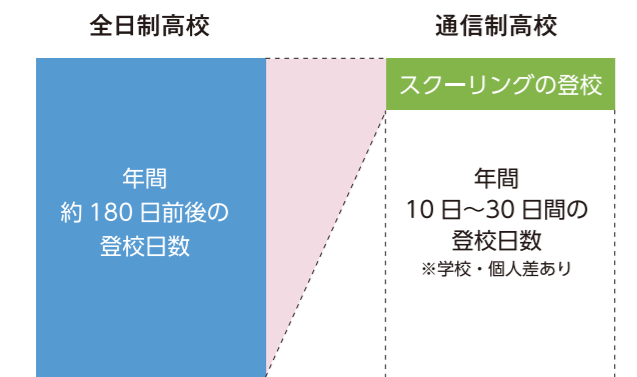 全日制高校
通信制高校
年間
約 180 日前後の
登校日数
スクーリングの登校
年間
10 日〜30 日間の
登校日数
※学校・個人差あり